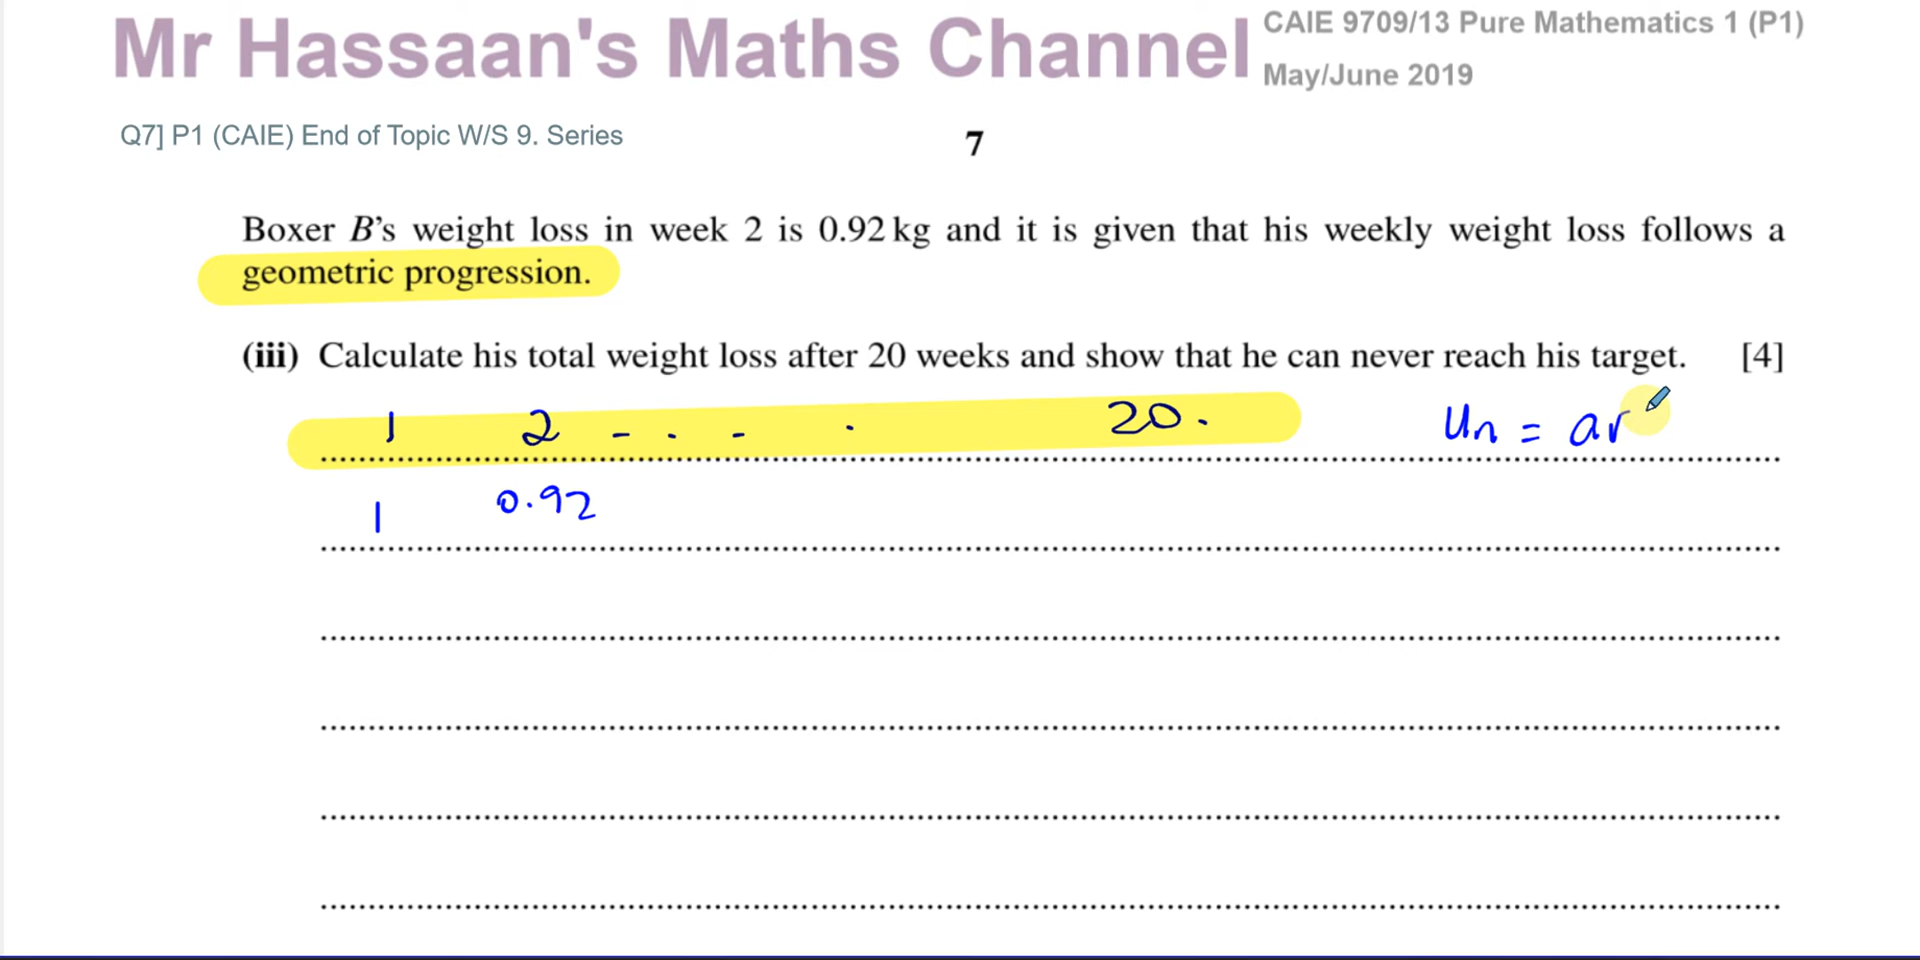 Mr Hassaan's Maths Channel
CAIE 9709/13 Pure Mathematics 1 (P1)
May/June 2019
Q7] P1 (CAIE) End of Topic W/S 9. Series
7
Boxer B's weight loss in week 2 is 0.92 kg and it is given that his weekly weight loss follows a
geometric progression.
(iii) Calculate his total weight loss after 20 weeks and show that he can never reach his target. [4]
1 2 - . - . 20. Un = ar
1 0.92